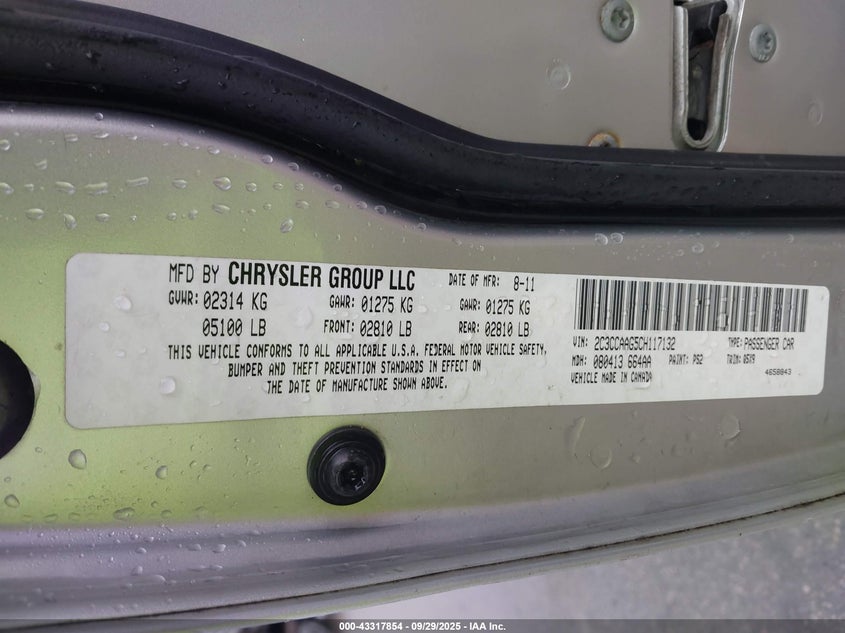 MFD BY CHRYSLER GROUP LLC DATE OF MFR: 8-11
GVWR: 02314 KG GAWR: 01275 KG GAWR: 01275 KG
05100 LB FRONT: 02810 LB REAR: 02810 LB
THIS VEHICLE CONFORMS TO ALL APPLICABLE U.S.A. FEDERAL MOTOR VEHICLE SAFETY,
BUMPER AND THEFT PREVENTION STANDARDS IN EFFECT ON
THE DATE OF MANUFACTURE SHOWN ABOVE.
VIN: 2C3CCAAG5CH117132 TYPE: PASSENGER CAR
MDH: 080413 664AA PAINT: PS2 TRIM: 05X9
VEHICLE MADE IN CANADA 4658843
000-43317854 | 09/29/2025 - IAA Inc.